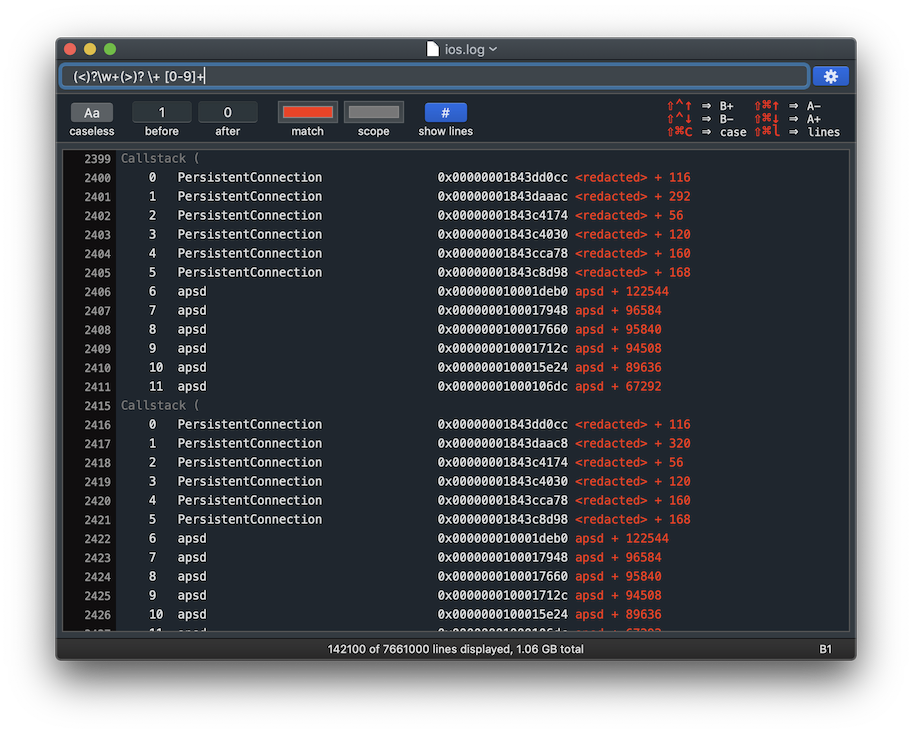 ios.log
(<)?\w+(>)? \+ [0-9]+
Aa 1 0 # ⇧^↑ ⇒ B+ ⇧⌘↑ ⇒ A−
⇧^↓ ⇒ B− ⇧⌘↓ ⇒ A+
caseless before after match scope show lines ⇧⌘C ⇒ case ⇧⌘l ⇒ lines
2399 Callstack (
2400 0 PersistentConnection 0x00000001843dd0cc <redacted> + 116
2401 1 PersistentConnection 0x00000001843daaac <redacted> + 292
2402 2 PersistentConnection 0x00000001843c4174 <redacted> + 56
2403 3 PersistentConnection 0x00000001843c4030 <redacted> + 120
2404 4 PersistentConnection 0x00000001843cca78 <redacted> + 160
2405 5 PersistentConnection 0x00000001843c8d98 <redacted> + 168
2406 6 apsd 0x000000010001deb0 apsd + 122544
2407 7 apsd 0x0000000100017948 apsd + 96584
2408 8 apsd 0x0000000100017660 apsd + 95840
2409 9 apsd 0x000000010001712c apsd + 94508
2410 10 apsd 0x0000000100015e24 apsd + 89636
2411 11 apsd 0x00000001000106dc apsd + 67292
2415 Callstack (
2416 0 PersistentConnection 0x00000001843dd0cc <redacted> + 116
2417 1 PersistentConnection 0x00000001843daac8 <redacted> + 320
2418 2 PersistentConnection 0x00000001843c4174 <redacted> + 56
2419 3 PersistentConnection 0x00000001843c4030 <redacted> + 120
2420 4 PersistentConnection 0x00000001843cca78 <redacted> + 160
2421 5 PersistentConnection 0x00000001843c8d98 <redacted> + 168
2422 6 apsd 0x000000010001deb0 apsd + 122544
2423 7 apsd 0x0000000100017948 apsd + 96584
2424 8 apsd 0x0000000100017660 apsd + 95840
2425 9 apsd 0x000000010001712c apsd + 94508
2426 10 apsd 0x0000000100015e24 apsd + 89636
142100 of 7661000 lines displayed, 1.06 GB total B1